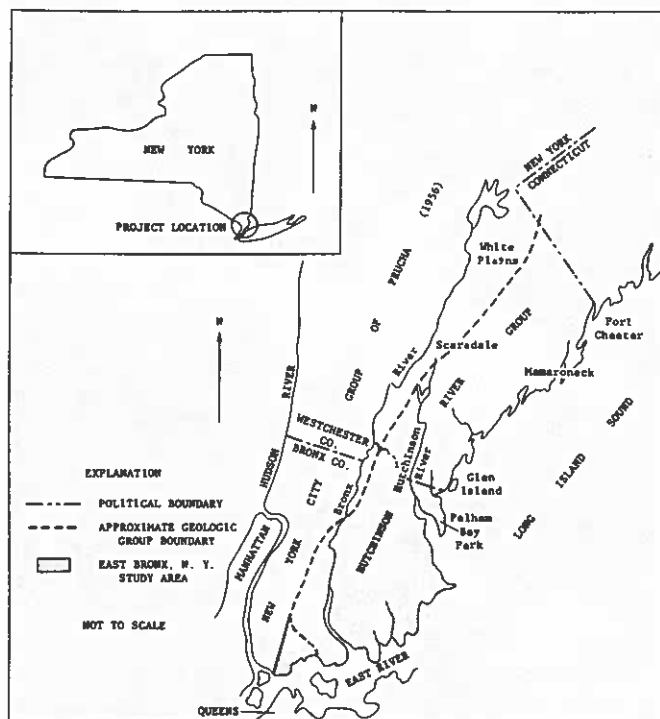 N
NEW YORK
PROJECT LOCATION
N
NEW YORK
CONNECTICUT
White
Plains
Port
Chester
Scarsdale
Mamaroneck
NEW YORK CITY GROUP OF PRUCHA (1956)
HUTCHINSON RIVER GROUP
Bronx River
Hutchinson
River
HUDSON RIVER
WESTCHESTER
CO.
BRONX CO.
Glen
Island
Pelham
Bay
Park
LONG ISLAND SOUND
MANHATTAN
EAST RIVER
QUEENS
EXPLANATION
POLITICAL BOUNDARY
APPROXIMATE GEOLOGIC
GROUP BOUNDARY
EAST BRONX, N. Y.
STUDY AREA
NOT TO SCALE